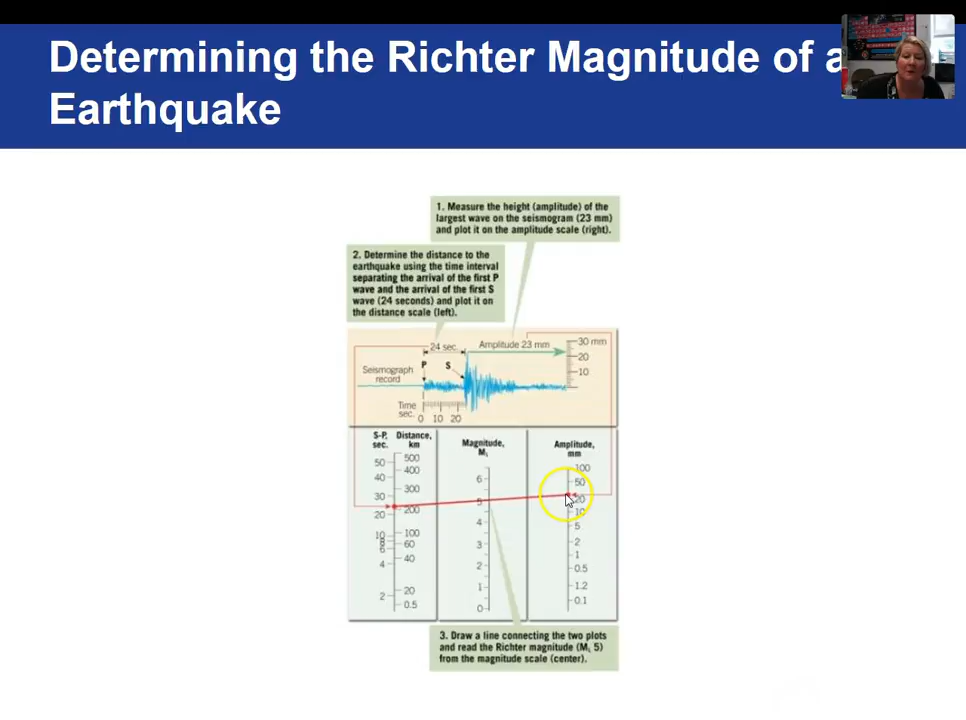 Determining the Richter Magnitude of a
Earthquake
1. Measure the height (amplitude) of the
largest wave on the seismogram (23 mm)
and plot it on the amplitude scale (right).
2. Determine the distance to the
earthquake using the time interval
separating the arrival of the first P
wave and the arrival of the first S
wave (24 seconds) and plot it on
the distance scale (left).
24 sec.
Amplitude 23 mm
30 mm
20
10
P
S
Seismograph
record
Time
sec.
0 10 20
S-P,
sec.
50
40
30
20
10
8
6
4
2
Distance,
km
500
400
300
200
100
60
40
20
0.5
Magnitude,
ML
6
5
4
3
2
1
0
Amplitude,
mm
100
50
20
10
5
2
1
0.5
1.2
0.1
3. Draw a line connecting the two plots
and read the Richter magnitude (ML 5)
from the magnitude scale (center).